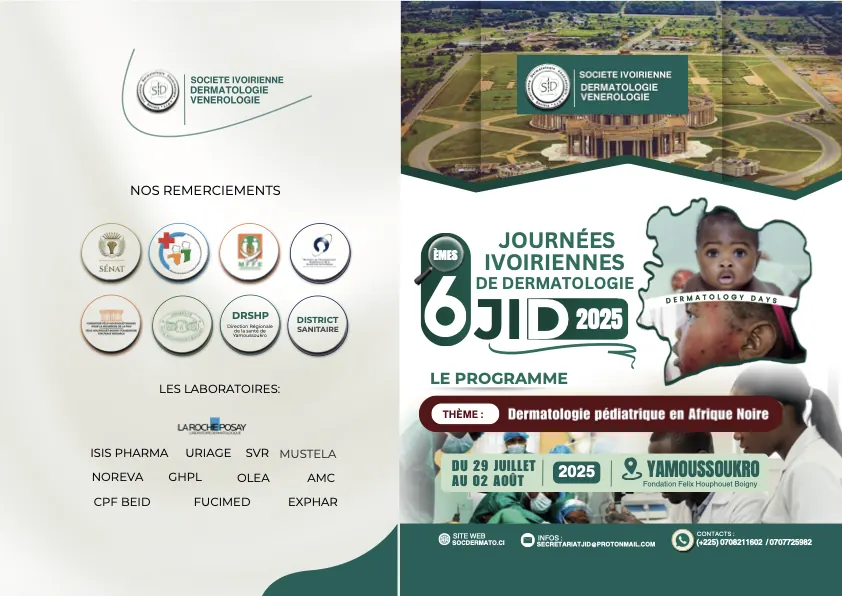 SOCIETE IVOIRIENNE
DERMATOLOGIE
VENEROLOGIE
NOS REMERCIEMENTS
SÉNAT
DRSHP
Direction Régionale
de la santé de
Yamoussoukro
DISTRICT
SANITAIRE
LES LABORATOIRES:
LA ROCHE-POSAY
ISIS PHARMA URIAGE SVR MUSTELA
NOREVA GHPL OLEA AMC
CPF BEID FUCIMED EXPHAR
SOCIETE IVOIRIENNE
DERMATOLOGIE
VENEROLOGIE
6 ÈMES
JOURNÉES
IVOIRIENNES
DE DERMATOLOGIE
JID 2025
DERMATOLOGY DAYS
LE PROGRAMME
THÈME : Dermatologie pédiatrique en Afrique Noire
DU 29 JUILLET
AU 02 AOÛT
2025
YAMOUSSOUKRO
Fondation Felix Houphouet Boigny
SITE WEB
SOCDERMATO.CI
INFOS :
SECRETARIATJID@PROTONMAIL.COM
CONTACTS :
(+225) 0708211602 / 0707725982